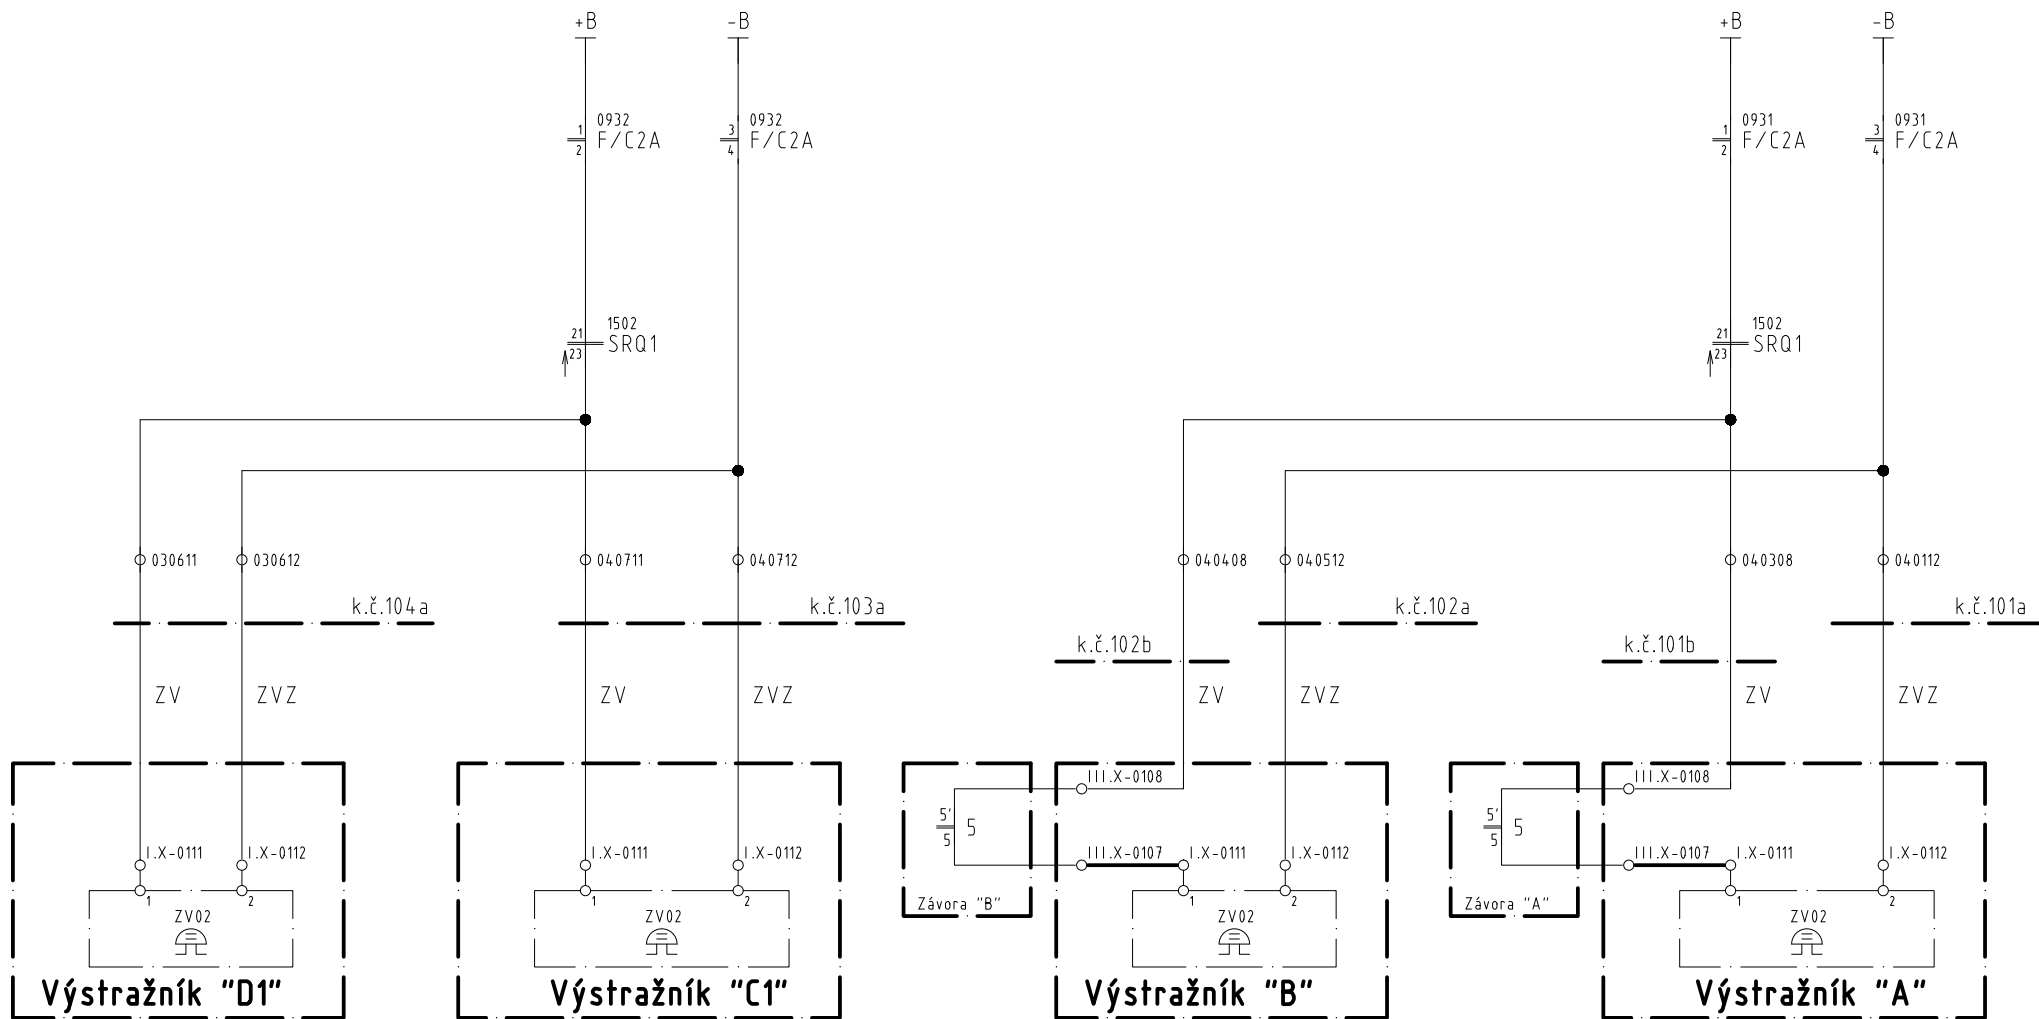 +B -B +B -B
0932 0932 0931 0931
1 F/C2A 3 F/C2A 1 F/C2A 3 F/C2A
2 4 2 4
1502 1502
21 SRQ1 21 SRQ1
23 23
030611 030612 040711 040712 040408 040512 040308 040112
k.č.104a k.č.103a k.č.102a k.č.101a
k.č.102b k.č.101b
ZV ZVZ ZV ZVZ ZV ZVZ ZV ZVZ
III.X-0108 III.X-0108
5' 5 5'  5
5 5
I.X-0111 I.X-0112 I.X-0111 I.X-0112 III.X-0107 I.X-0111 I.X-0112 III.X-0107 I.X-0111 I.X-0112
1 2 1 2 Závora "B" 1 2 Závora "A" 1 2
ZV02 ZV02 ZV02 ZV02
Výstražník "D1" Výstražník "C1" Výstražník "B" Výstražník "A"